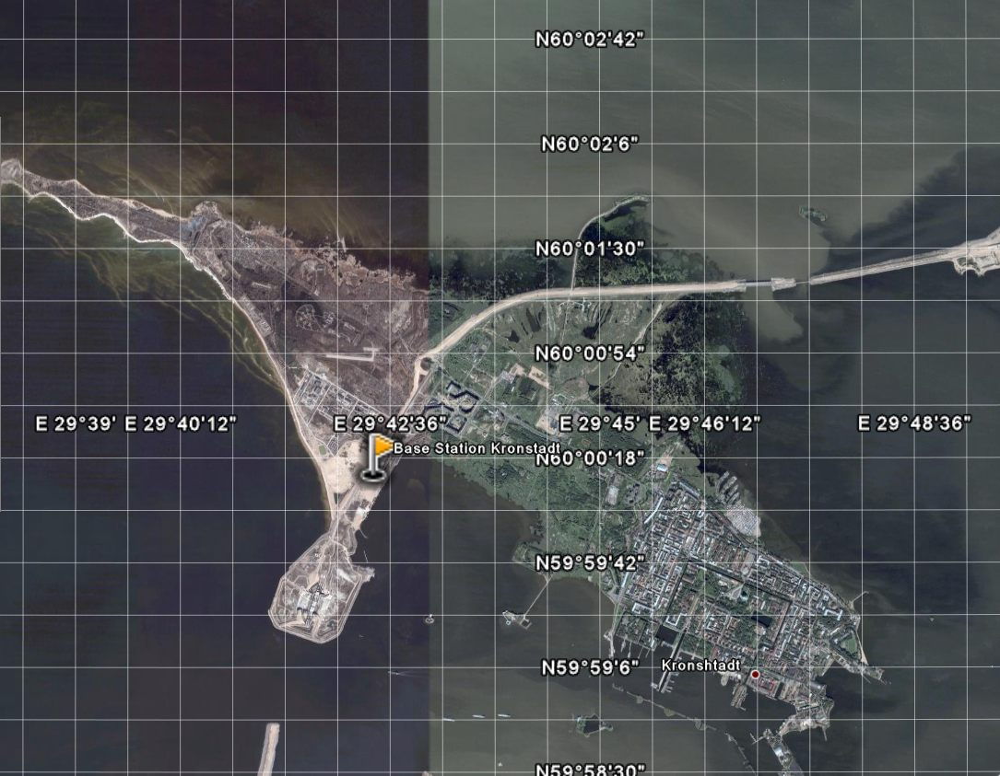 N60°02'42"
N60°02'6"
N60°01'30"
N60°00'54"
E 29°39' E 29°40'12" E 29°42'36" E 29°45' E 29°46'12" E 29°48'36"
Base Station Kronstadt
N60°00'18"
N59°59'42"
N59°59'6" Kronshtadt
N59°58'30"